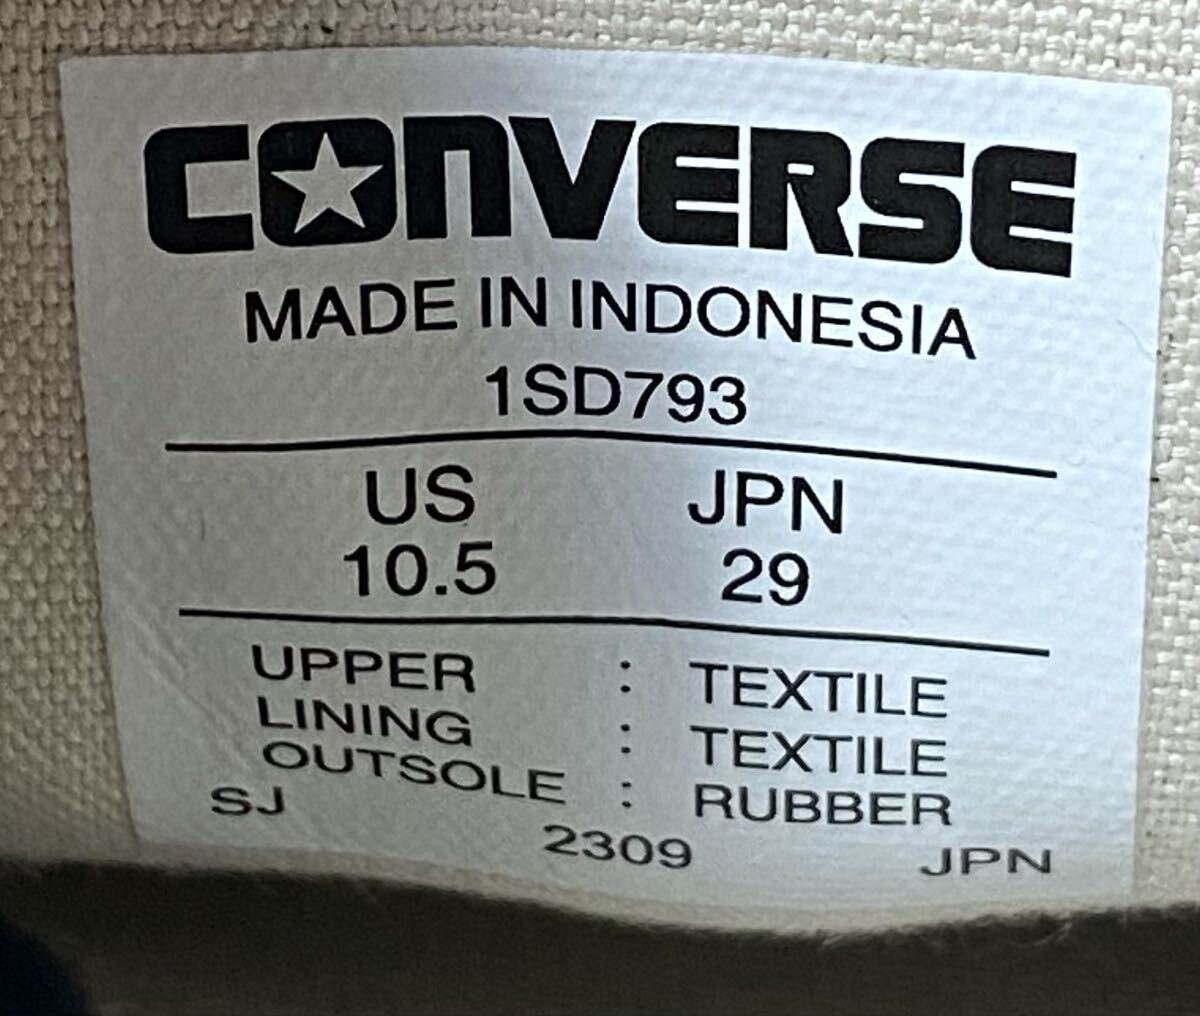 CONVERSE
MADE IN INDONESIA
1SD793
US JPN
10.5 29
UPPER : TEXTILE
LINING : TEXTILE
OUTSOLE : RUBBER
SJ 2309 JPN